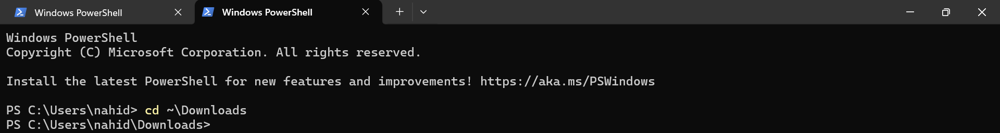 Windows PowerShell
Windows PowerShell
Windows PowerShell
Copyright (C) Microsoft Corporation. All rights reserved.
Install the latest PowerShell for new features and improvements! https://aka.ms/PSWindows
PS C:\Users\nahid> cd ~\Downloads
PS C:\Users\nahid\Downloads>